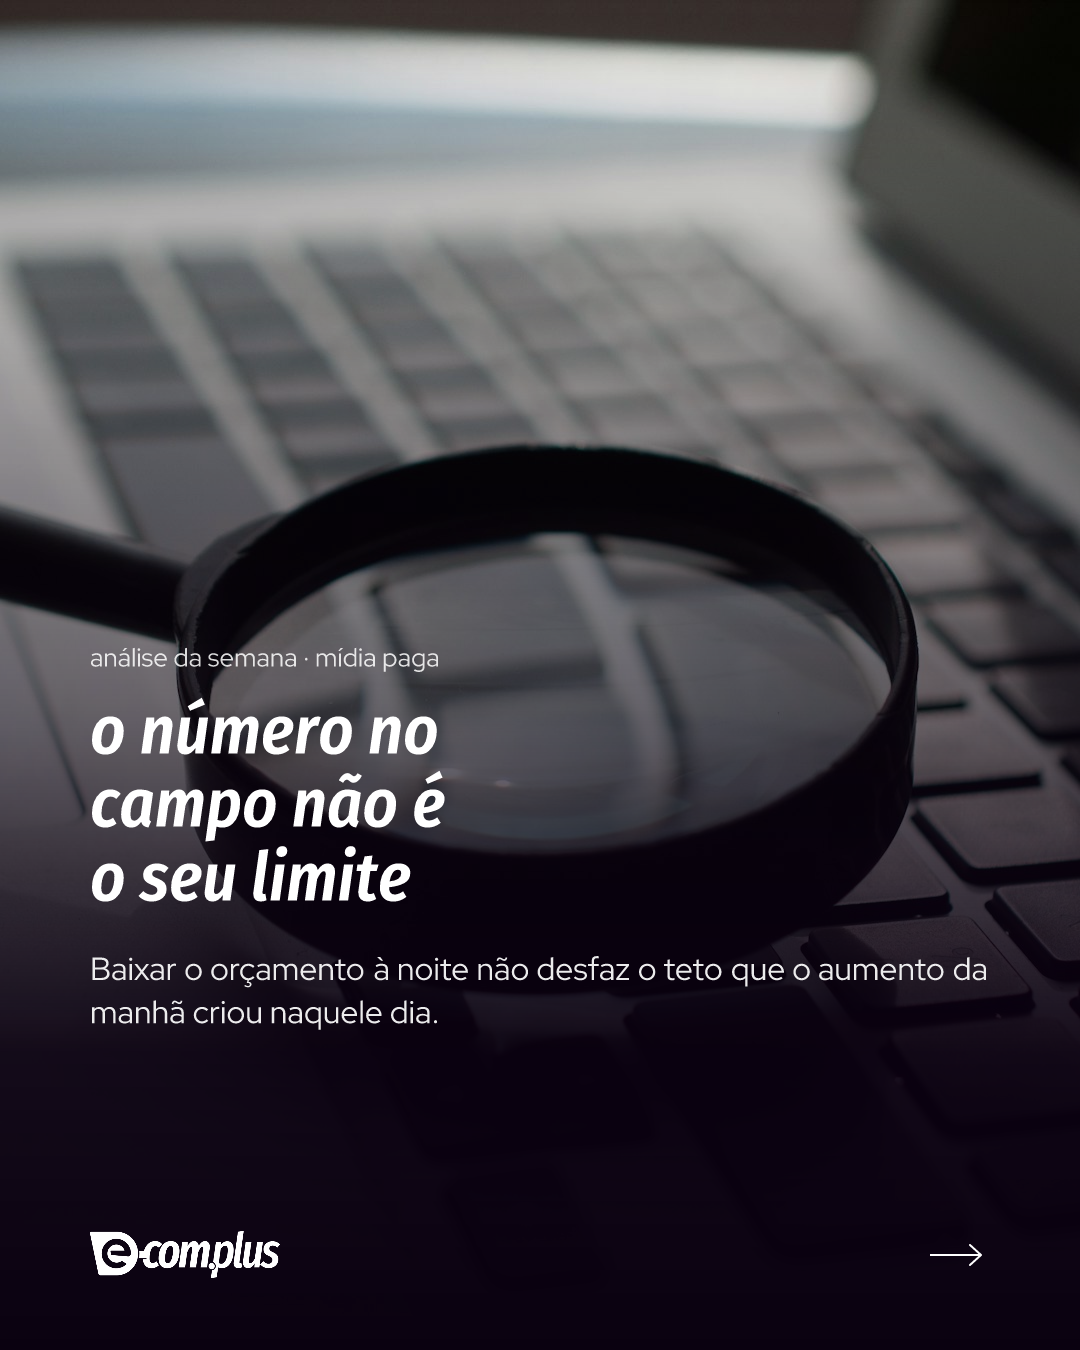 análise da semana · mídia paga
o número no
campo não é
o seu limite
Baixar o orçamento à noite não desfaz o teto que o aumento da
manhã criou naquele dia.
e-com.plus